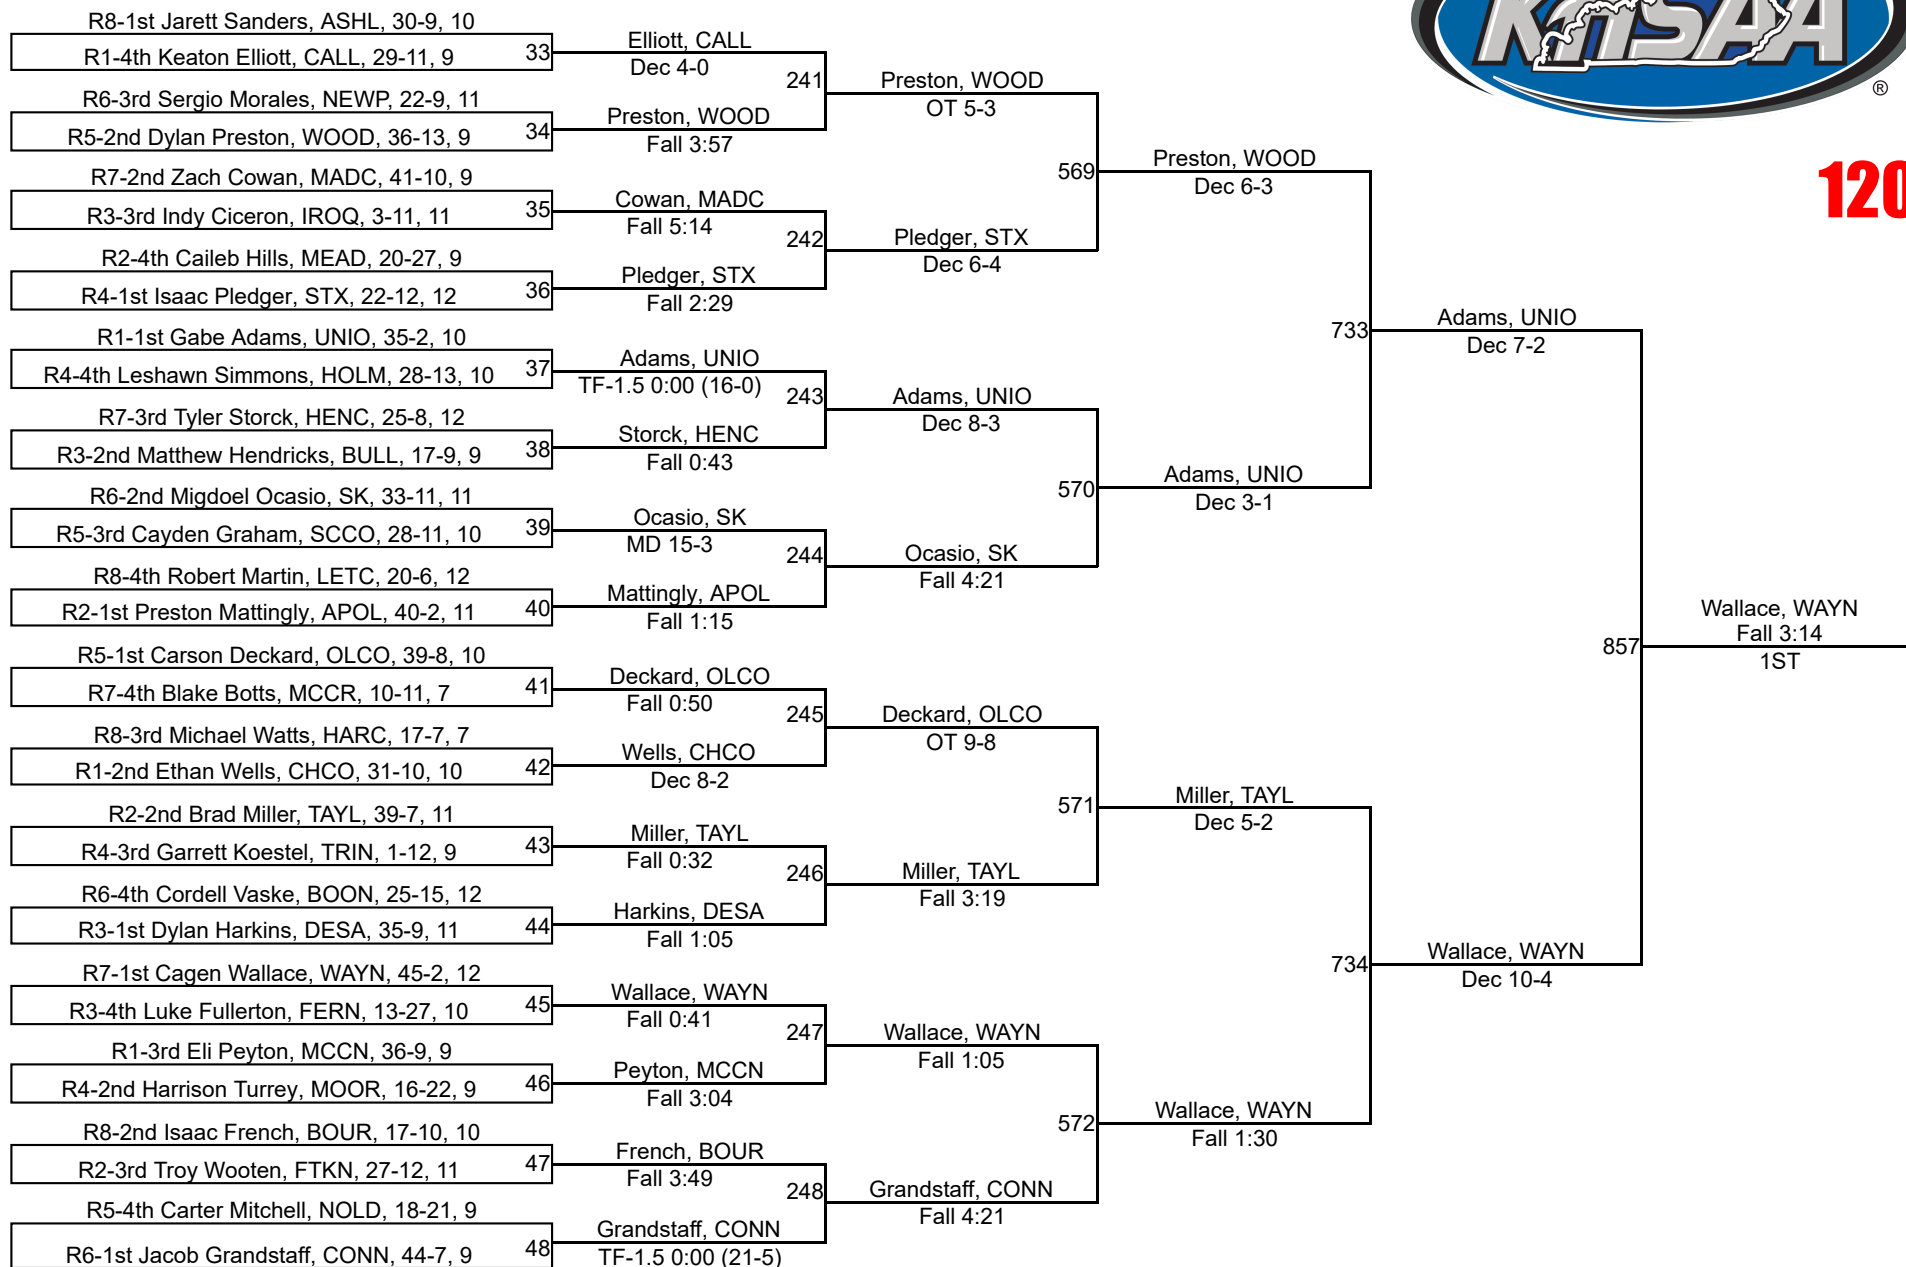 KHSAA
®
120
R8-1st Jarett Sanders, ASHL, 30-9, 10
R1-4th Keaton Elliott, CALL, 29-11, 9
33
R6-3rd Sergio Morales, NEWP, 22-9, 11
R5-2nd Dylan Preston, WOOD, 36-13, 9
34
R7-2nd Zach Cowan, MADC, 41-10, 9
R3-3rd Indy Ciceron, IROQ, 3-11, 11
35
R2-4th Caileb Hills, MEAD, 20-27, 9
R4-1st Isaac Pledger, STX, 22-12, 12
36
R1-1st Gabe Adams, UNIO, 35-2, 10
R4-4th Leshawn Simmons, HOLM, 28-13, 10
37
R7-3rd Tyler Storck, HENC, 25-8, 12
R3-2nd Matthew Hendricks, BULL, 17-9, 9
38
R6-2nd Migdoel Ocasio, SK, 33-11, 11
R5-3rd Cayden Graham, SCCO, 28-11, 10
39
R8-4th Robert Martin, LETC, 20-6, 12
R2-1st Preston Mattingly, APOL, 40-2, 11
40
R5-1st Carson Deckard, OLCO, 39-8, 10
R7-4th Blake Botts, MCCR, 10-11, 7
41
R8-3rd Michael Watts, HARC, 17-7, 7
R1-2nd Ethan Wells, CHCO, 31-10, 10
42
R2-2nd Brad Miller, TAYL, 39-7, 11
R4-3rd Garrett Koestel, TRIN, 1-12, 9
43
R6-4th Cordell Vaske, BOON, 25-15, 12
R3-1st Dylan Harkins, DESA, 35-9, 11
44
R7-1st Cagen Wallace, WAYN, 45-2, 12
R3-4th Luke Fullerton, FERN, 13-27, 10
45
R1-3rd Eli Peyton, MCCN, 36-9, 9
R4-2nd Harrison Turrey, MOOR, 16-22, 9
46
R8-2nd Isaac French, BOUR, 17-10, 10
R2-3rd Troy Wooten, FTKN, 27-12, 11
47
R5-4th Carter Mitchell, NOLD, 18-21, 9
R6-1st Jacob Grandstaff, CONN, 44-7, 9
48
Elliott, CALL
Dec 4-0
241
Preston, WOOD
Fall 3:57
Cowan, MADC
Fall 5:14
242
Pledger, STX
Fall 2:29
Adams, UNIO
TF-1.5 0:00 (16-0)
243
Storck, HENC
Fall 0:43
Ocasio, SK
MD 15-3
244
Mattingly, APOL
Fall 1:15
Deckard, OLCO
Fall 0:50
245
Wells, CHCO
Dec 8-2
Miller, TAYL
Fall 0:32
246
Harkins, DESA
Fall 1:05
Wallace, WAYN
Fall 0:41
247
Peyton, MCCN
Fall 3:04
French, BOUR
Fall 3:49
248
Grandstaff, CONN
TF-1.5 0:00 (21-5)
Preston, WOOD
OT 5-3
569
Pledger, STX
Dec 6-4
Adams, UNIO
Dec 8-3
570
Ocasio, SK
Fall 4:21
Deckard, OLCO
OT 9-8
571
Miller, TAYL
Fall 3:19
Wallace, WAYN
Fall 1:05
572
Grandstaff, CONN
Fall 4:21
Preston, WOOD
Dec 6-3
733
Adams, UNIO
Dec 3-1
Miller, TAYL
Dec 5-2
734
Wallace, WAYN
Fall 1:30
Adams, UNIO
Dec 7-2
857
Wallace, WAYN
Dec 10-4
Wallace, WAYN
Fall 3:14
1ST